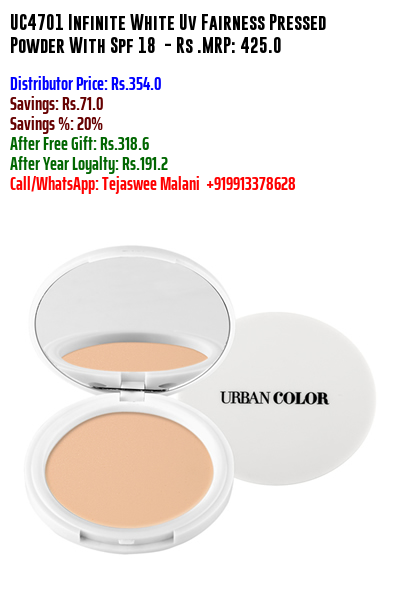 UC4701 Infinite White Uv Fairness Pressed
Powder With Spf 18 - Rs .MRP: 425.0
Distributor Price: Rs.354.0
Savings: Rs.71.0
Savings %: 20%
After Free Gift: Rs.318.6
After Year Loyalty: Rs.191.2
Call/WhatsApp: Tejaswee Malani +919913378628
URBAN COLOR